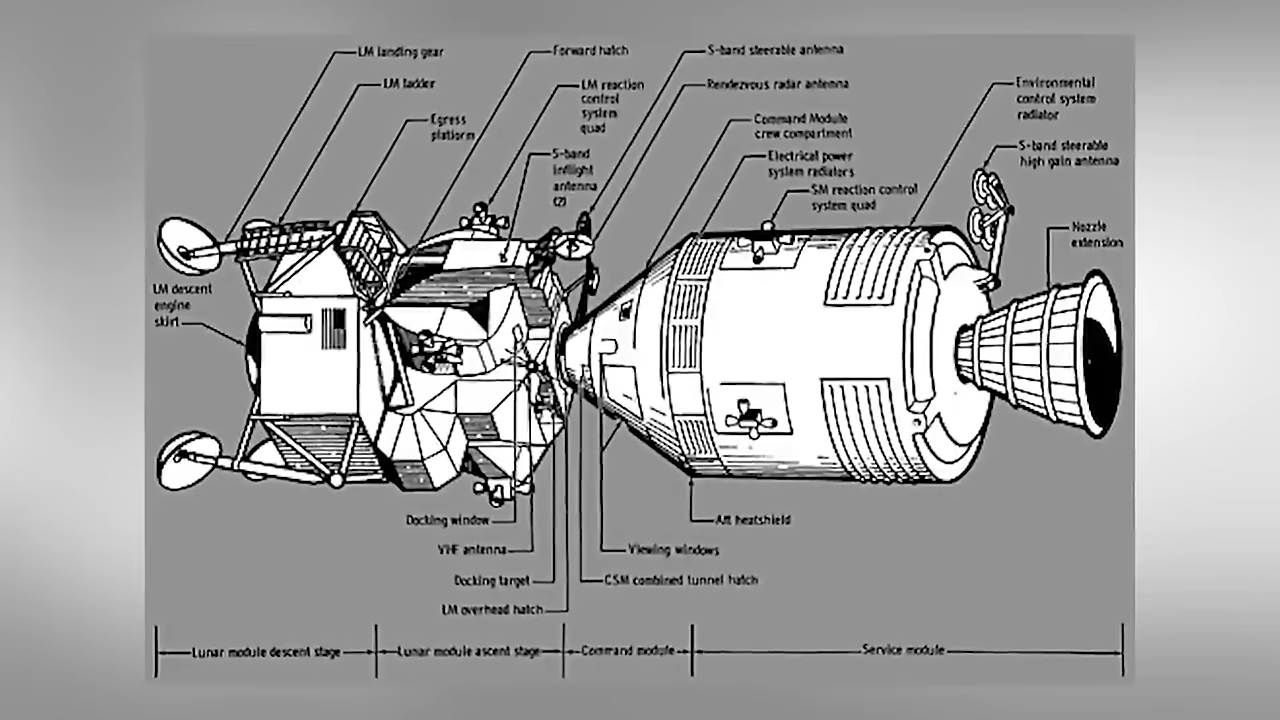 LM landing gear
Forward hatch
S-band steerable antenna
LM ladder
LM reaction
control
system
quad
Rendezvous radar antenna
Environmental
control system
radiator
Egress
platform
Command Module
crew compartment
S-band
inflight
antenna
(2)
Electrical power
system radiators
S-band steerable
high gain antenna
SM reaction control
system quad
Nozzle
extension
LM descent
engine
skirt
Docking window
Aft heatshield
VHF antenna
Viewing windows
Docking target
CSM combined tunnel hatch
LM overhead hatch
Lunar module descent stage
Lunar module ascent stage
Command module
Service module